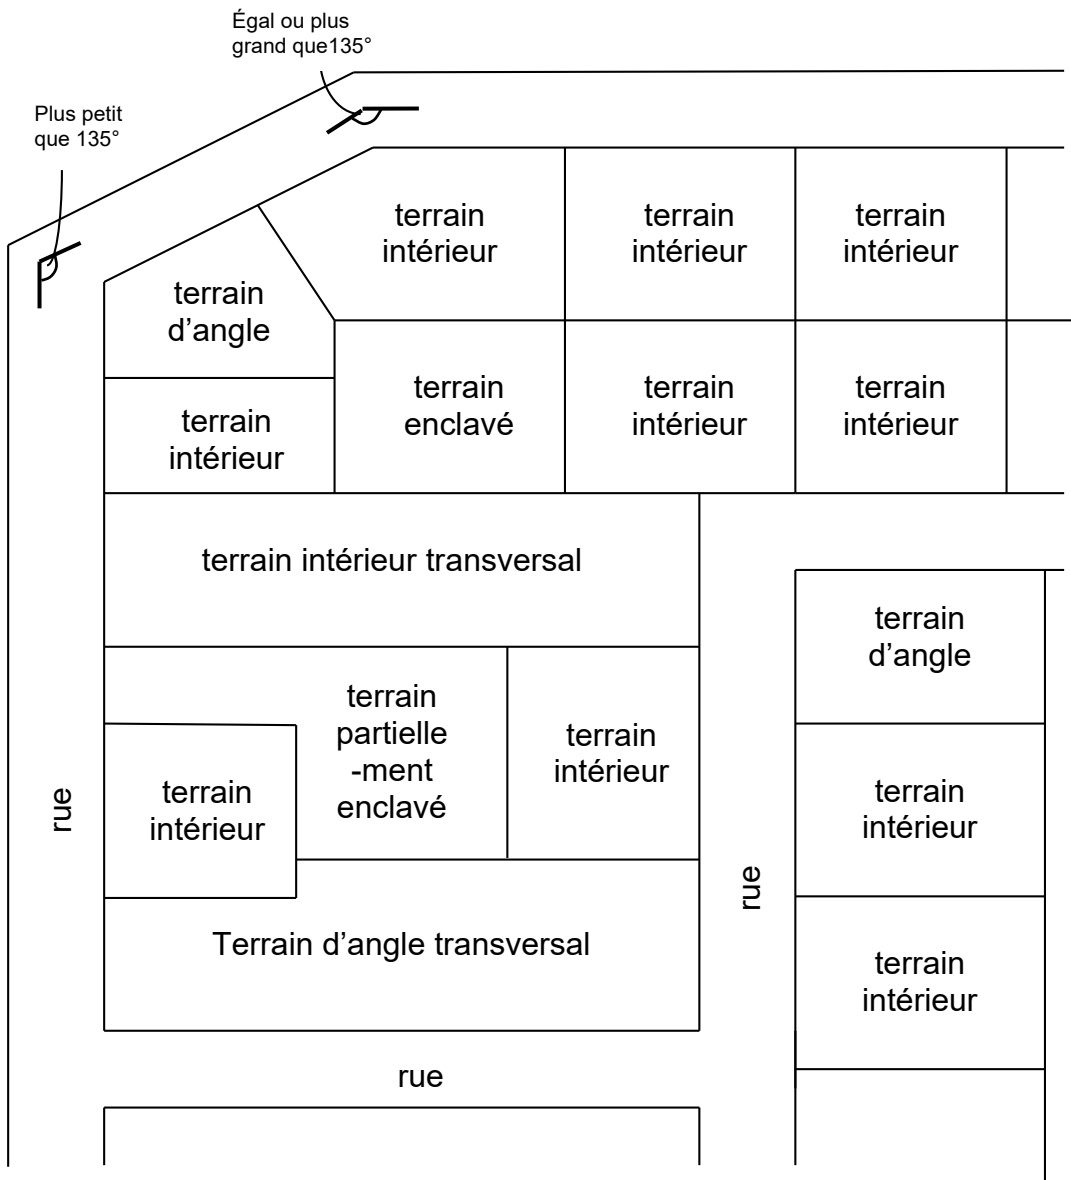 Égal ou plus
grand que135°
Plus petit
que 135°
terrain
intérieur
terrain
intérieur
terrain
intérieur
terrain
d’angle
terrain
enclavé
terrain
intérieur
terrain
intérieur
terrain
intérieur
terrain intérieur transversal
terrain
d’angle
terrain
partielle
-ment
enclavé
terrain
intérieur
terrain
intérieur
terrain
intérieur
rue
rue
Terrain d’angle transversal
terrain
intérieur
rue